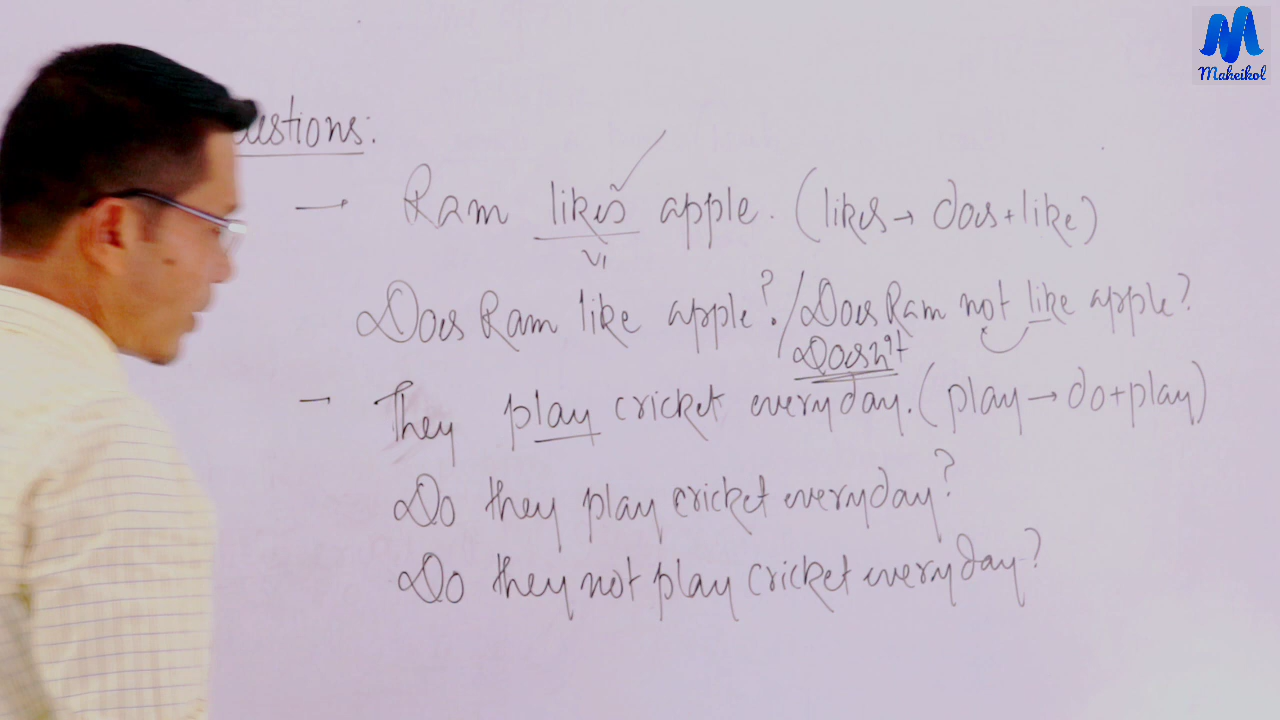 Maheikol
uestions:
— Ram likes apple. (likes → does + like)
V1
Does Ram like apple? / Does Ram not like apple?
Doesn't
— They play cricket everyday. (play → do + play)
Do they play cricket everyday?
Do they not play cricket everyday?